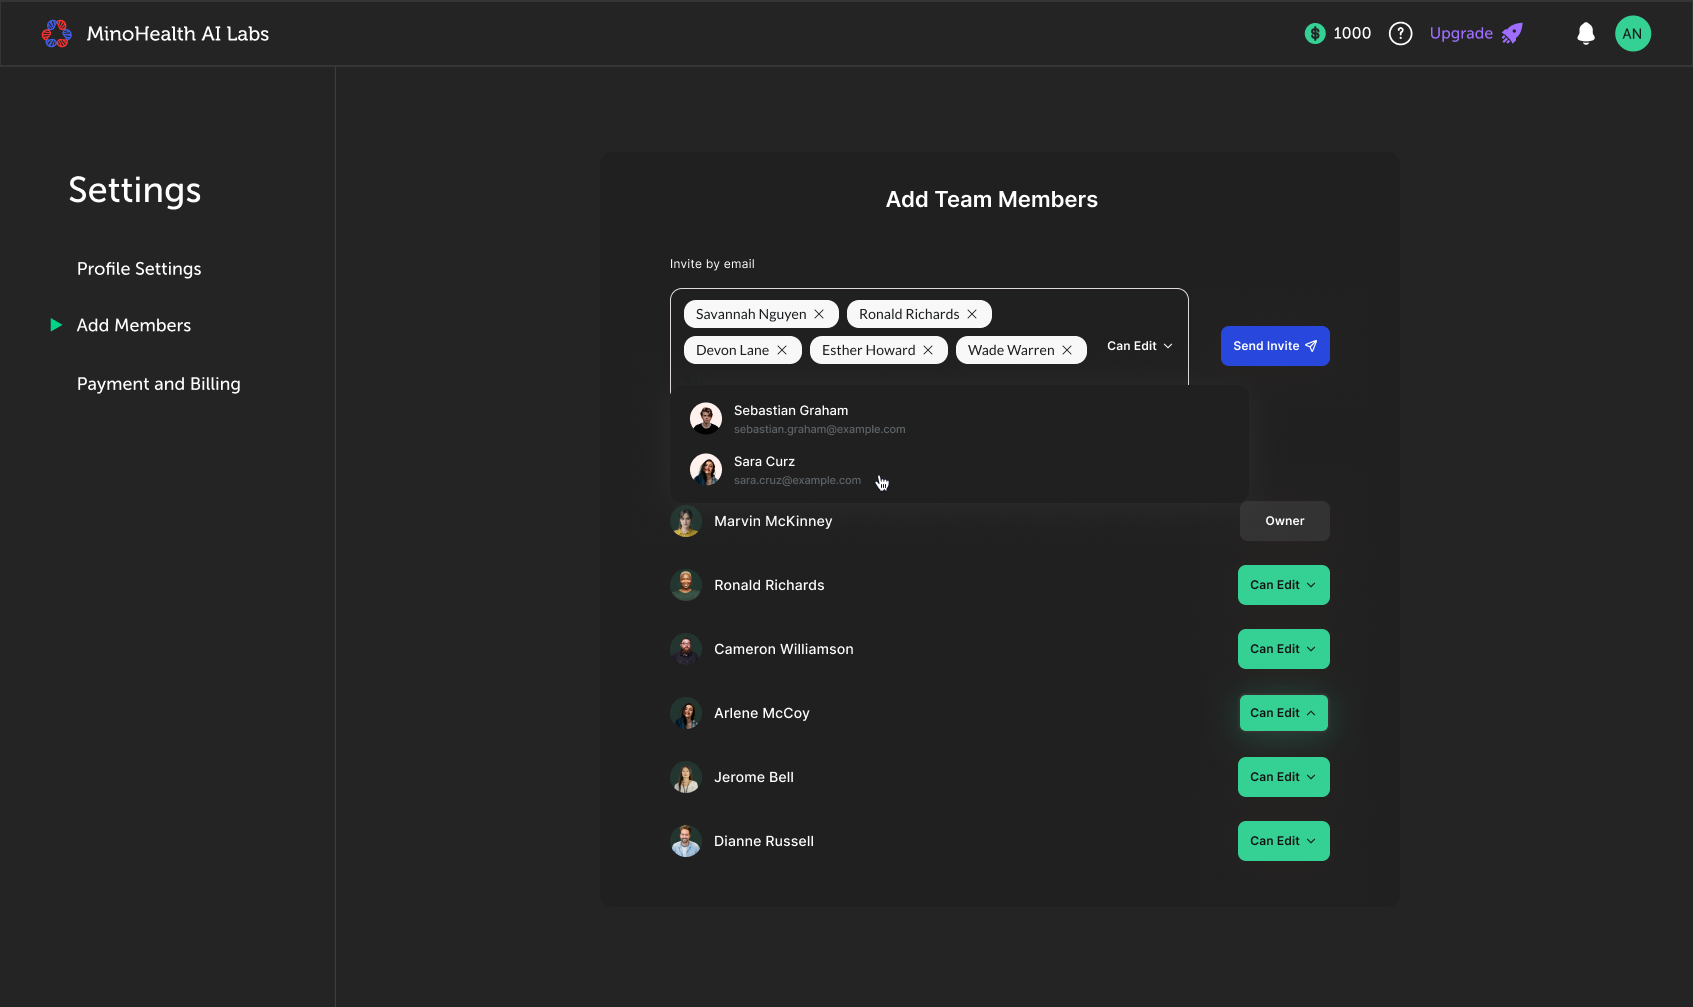 MinoHealth AI Labs
$ 1000 ? Upgrade AN
Settings
Profile Settings
Add Members
Payment and Billing
Add Team Members
Invite by email
Savannah Nguyen Ronald Richards
Devon Lane Esther Howard Wade Warren
Can Edit
Send Invite
Sebastian Graham
sebastian.graham@example.com
Sara Curz
sara.cruz@example.com
Marvin McKinney Owner
Ronald Richards Can Edit
Cameron Williamson Can Edit
Arlene McCoy Can Edit
Jerome Bell Can Edit
Dianne Russell Can Edit